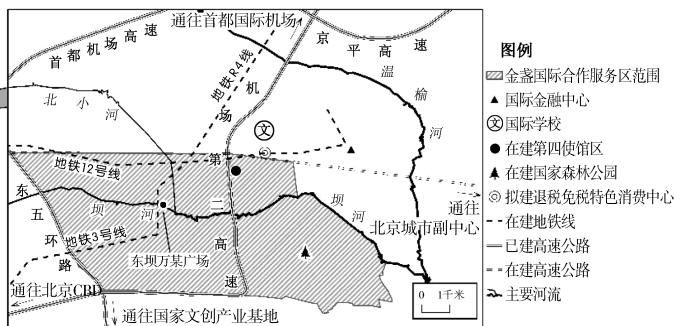 通往首都国际机场
首都机场高速
京平高速
地铁R4线
机场第二高速
温榆河
北小河
文
地铁12号线
东五环路
坝河
坝河
地铁3号线
东坝万某广场
通往
北京城市副中心
通往北京CBD
通往国家文创产业基地
0 1千米
图例
金盏国际合作服务区范围
国际金融中心
文 国际学校
在建第四使馆区
在建国家森林公园
拟建退税免税特色消费中心
在建地铁线
已建高速公路
在建高速公路
主要河流